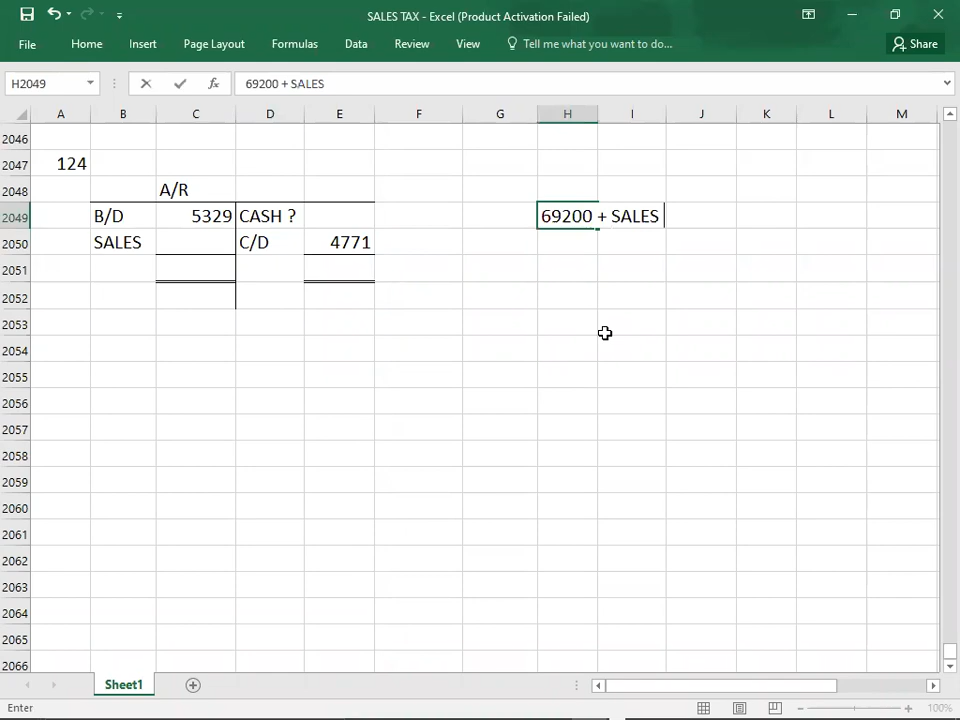 SALES TAX - Excel (Product Activation Failed)
File Home Insert Page Layout Formulas Data Review View Tell me what you want to do... Share
H2049 fx 69200 + SALES
A B C D E F G H I J K L M
2046
2047 124
2048 A/R
2049 B/D 5329 CASH ? 69200 + SALES
2050 SALES C/D 4771
2051
2052
2053
2054
2055
2056
2057
2058
2059
2060
2061
2062
2063
2064
2065
2066
Sheet1
Enter 100%